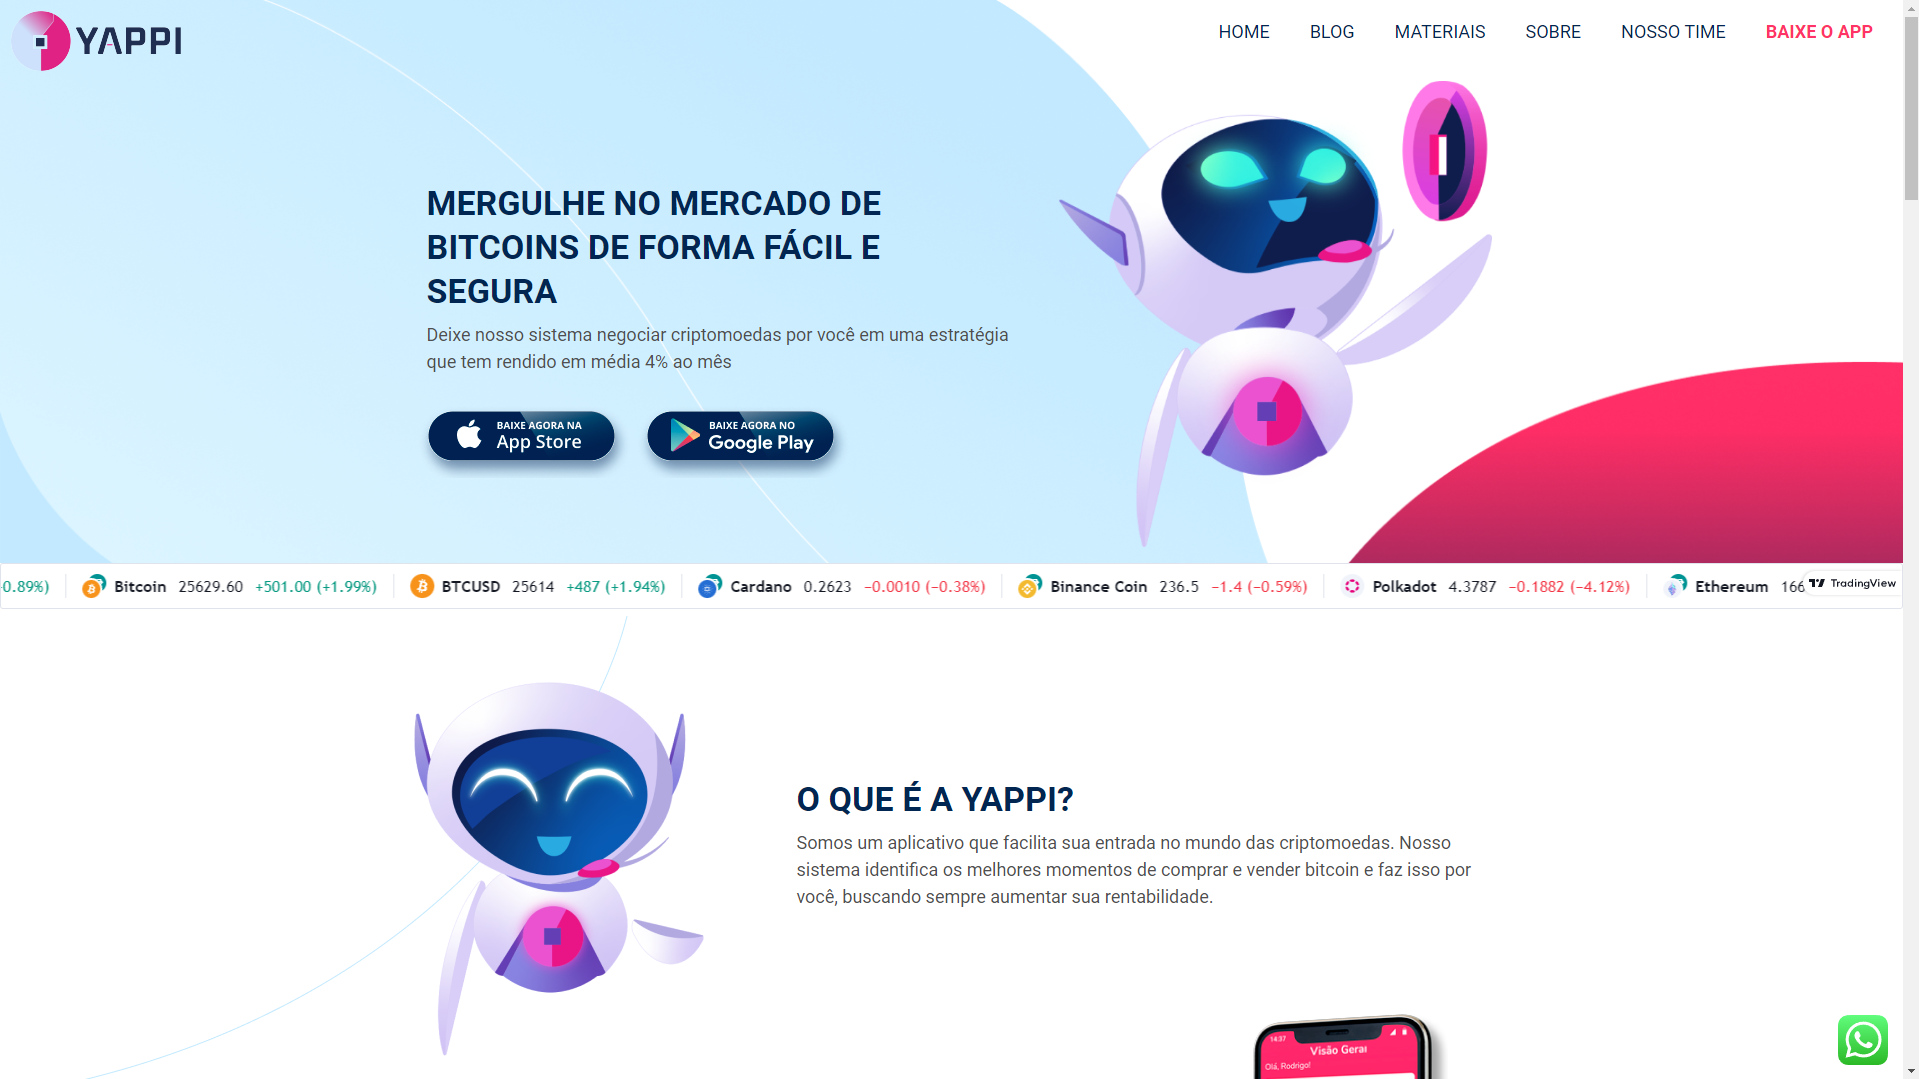 YAPPI
HOME
BLOG
MATERIAIS
SOBRE
NOSSO TIME
BAIXE O APP
MERGULHE NO MERCADO DE
BITCOINS DE FORMA FÁCIL E
SEGURA
Deixe nosso sistema negociar criptomoedas por você em uma estratégia
que tem rendido em média 4% ao mês
BAIXE AGORA NA
App Store
BAIXE AGORA NO
Google Play
0.89%)
Bitcoin 25629.60 +501.00 (+1.99%)
BTCUSD 25614 +487 (+1.94%)
Cardano 0.2623 −0.0010 (−0.38%)
Binance Coin 236.5 −1.4 (−0.59%)
Polkadot 4.3787 −0.1882 (−4.12%)
Ethereum 166
TradingView
O QUE É A YAPPI?
Somos um aplicativo que facilita sua entrada no mundo das criptomoedas. Nosso
sistema identifica os melhores momentos de comprar e vender bitcoin e faz isso por
você, buscando sempre aumentar sua rentabilidade.
14:37
Visão Geral
Olá, Rodrigo!